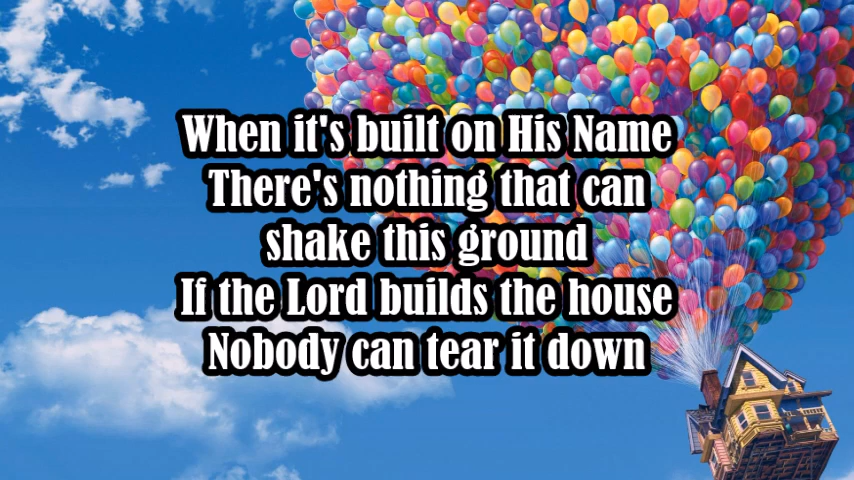 When it's built on His Name
There's nothing that can
shake this ground
If the Lord builds the house
Nobody can tear it down